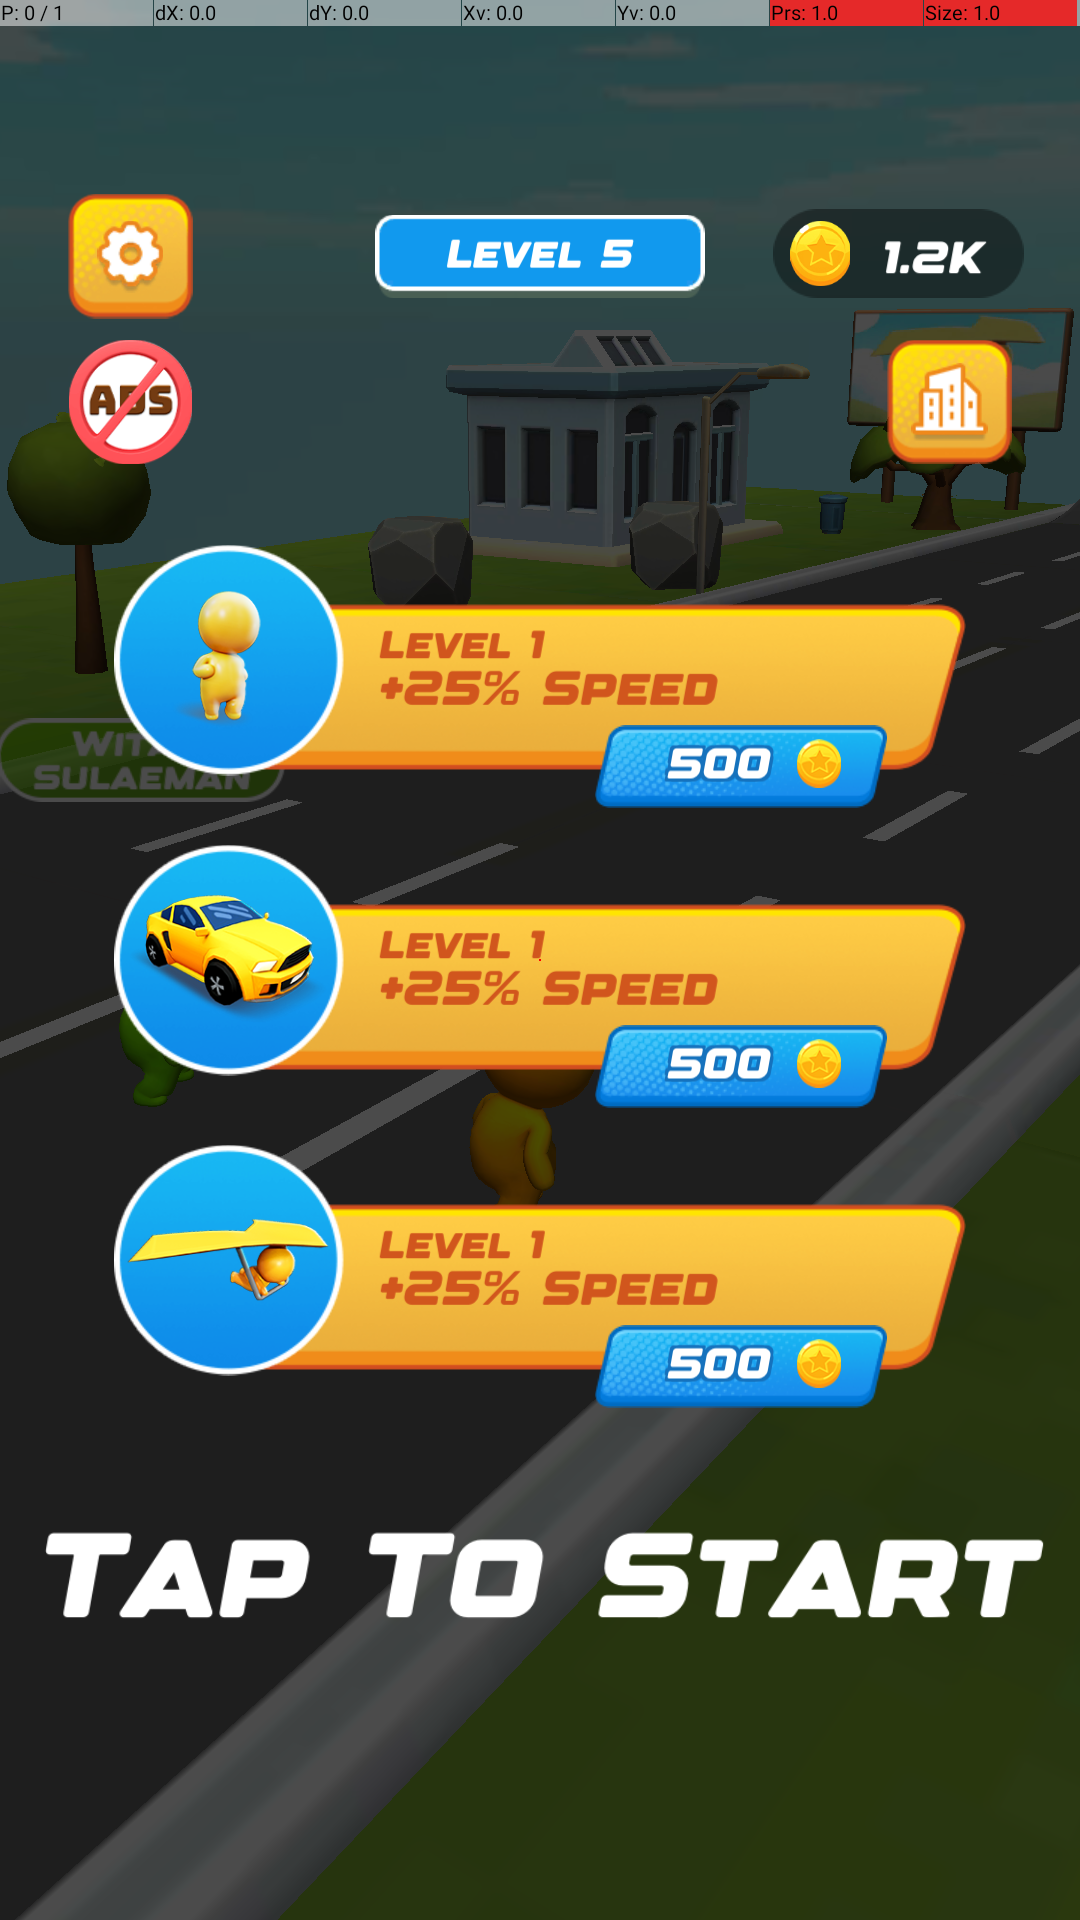 P: 0 / 1 dX: 0.0 dY: 0.0 Xv: 0.0 Yv: 0.0 Prs: 1.0 Size: 1.0
LEVEL 5
1.2K
ADS
LEVEL 1
+25% SPEED
500
SULAEMAN
LEVEL 1
+25% SPEED
500
LEVEL 1
+25% SPEED
500
TAP TO START